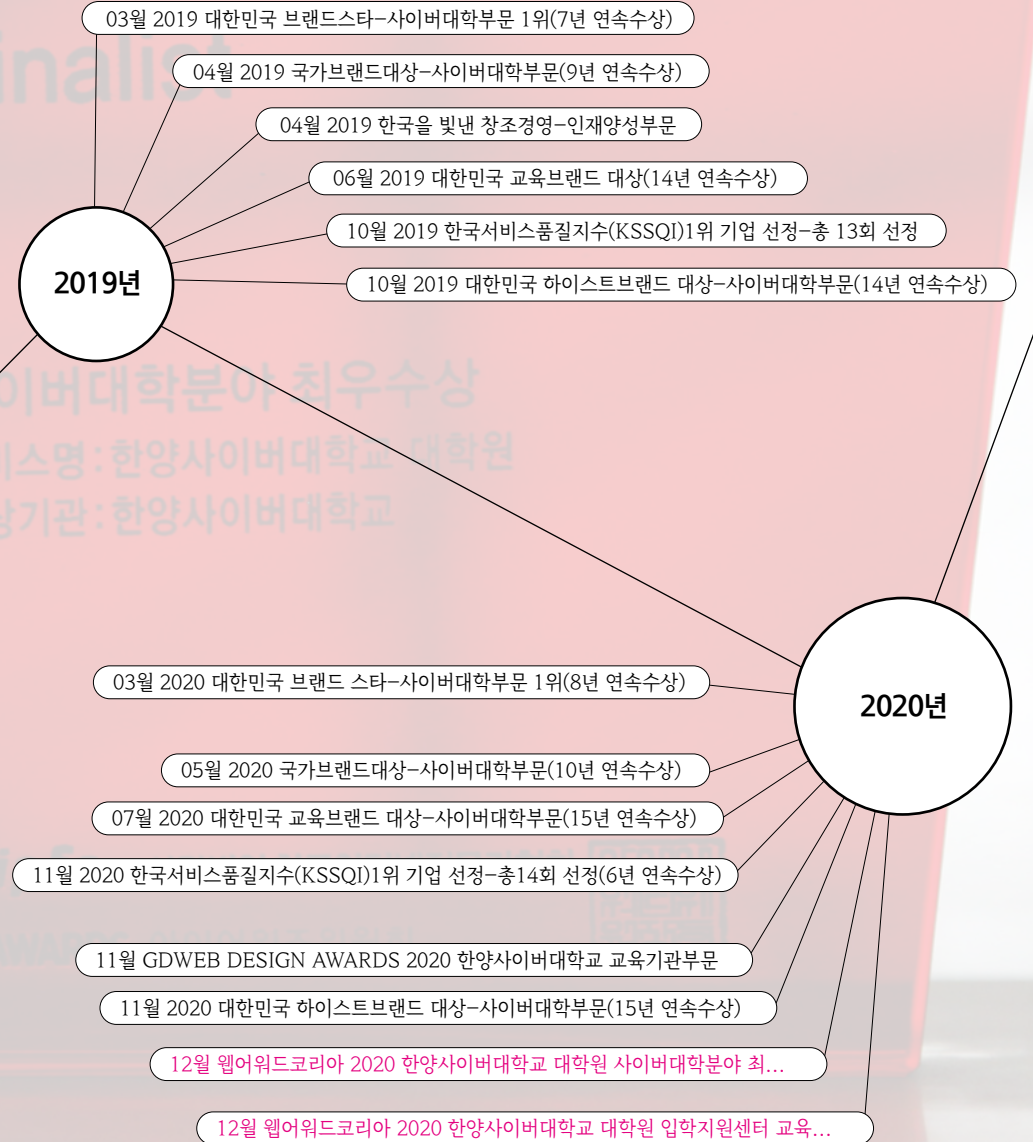 03월 2019 대한민국 브랜드스타-사이버대학부문 1위(7년 연속수상)
inalist
04월 2019 국가브랜드대상-사이버대학부문(9년 연속수상)
04월 2019 한국을 빛낸 창조경영-인재양성부문
06월 2019 대한민국 교육브랜드 대상(14년 연속수상)
10월 2019 한국서비스품질지수(KSSQI)1위 기업 선정-총 13회 선정
2019년
10월 2019 대한민국 하이스트브랜드 대상-사이버대학부문(14년 연속수상)
이버대학분야 최우수상
스명:한양사이버대학교 대학원
기관:한양사이버대학교
03월 2020 대한민국 브랜드 스타-사이버대학부문 1위(8년 연속수상)
2020년
05월 2020 국가브랜드대상-사이버대학부문(10년 연속수상)
07월 2020 대한민국 교육브랜드 대상-사이버대학부문(15년 연속수상)
11월 2020 한국서비스품질지수(KSSQI)1위 기업 선정-총14회 선정(6년 연속수상)
AWARDS
11월 GDWEB DESIGN AWARDS 2020 한양사이버대학교 교육기관부문
11월 2020 대한민국 하이스트브랜드 대상-사이버대학부문(15년 연속수상)
12월 웹어워드코리아 2020 한양사이버대학교 대학원 사이버대학분야 최...
12월 웹어워드코리아 2020 한양사이버대학교 대학원 입학지원센터 교육...